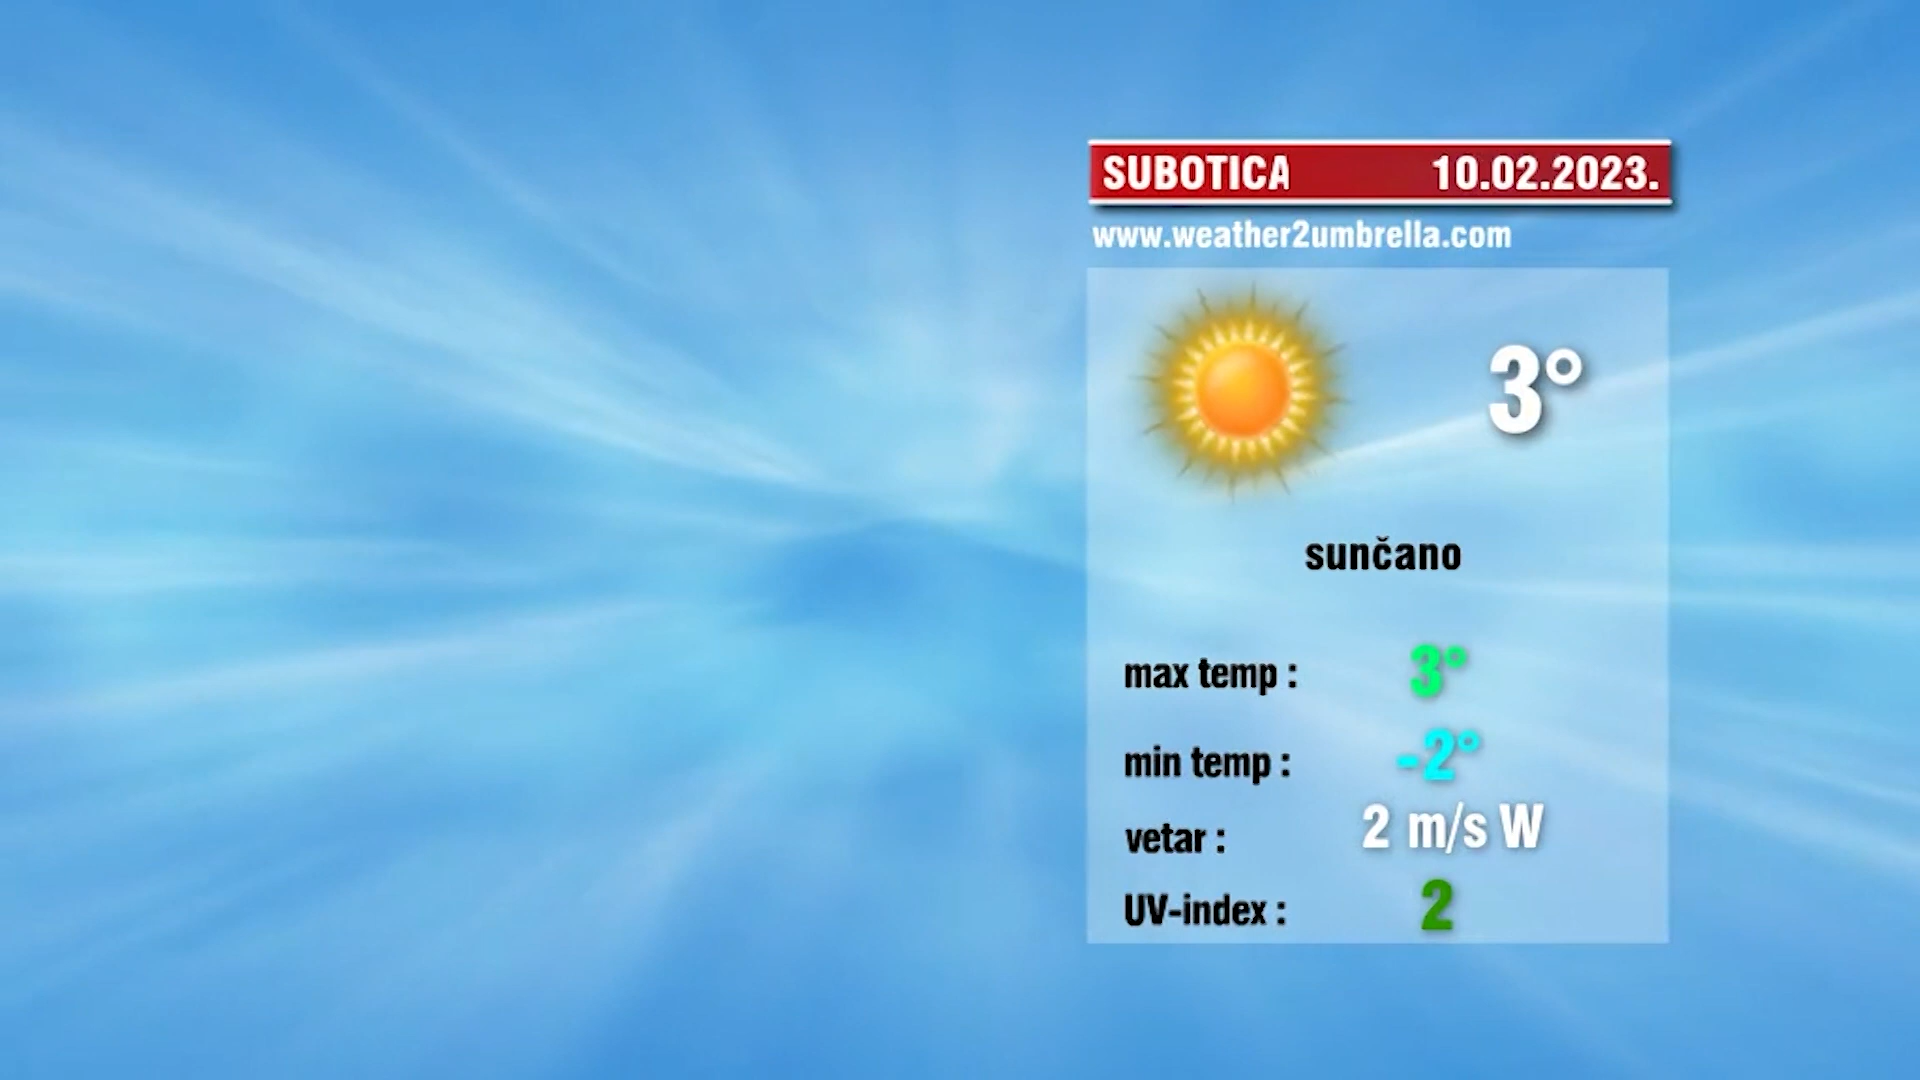 SUBOTICA 10.02.2023.
www.weather2umbrella.com
3°
sunčano
max temp : 3°
min temp : -2°
vetar : 2 m/s W
UV-index : 2